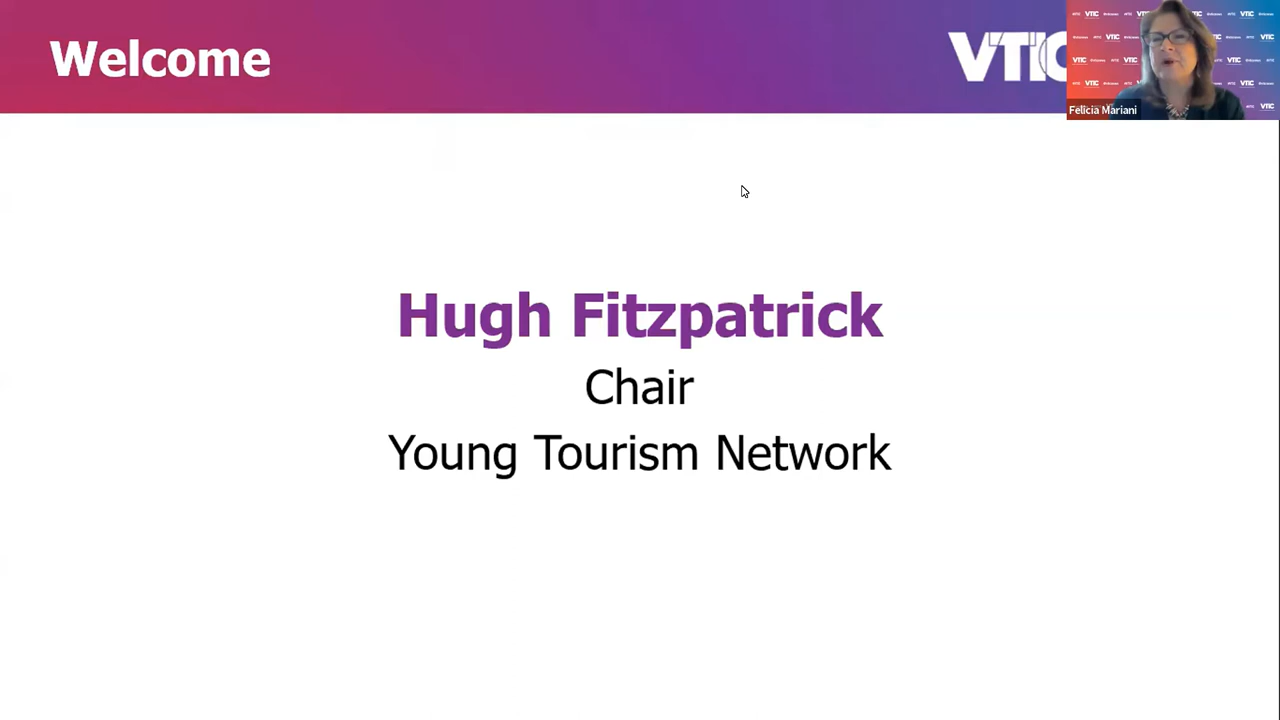 Welcome
VTIC
Felicia Mariani
Hugh Fitzpatrick
Chair
Young Tourism Network